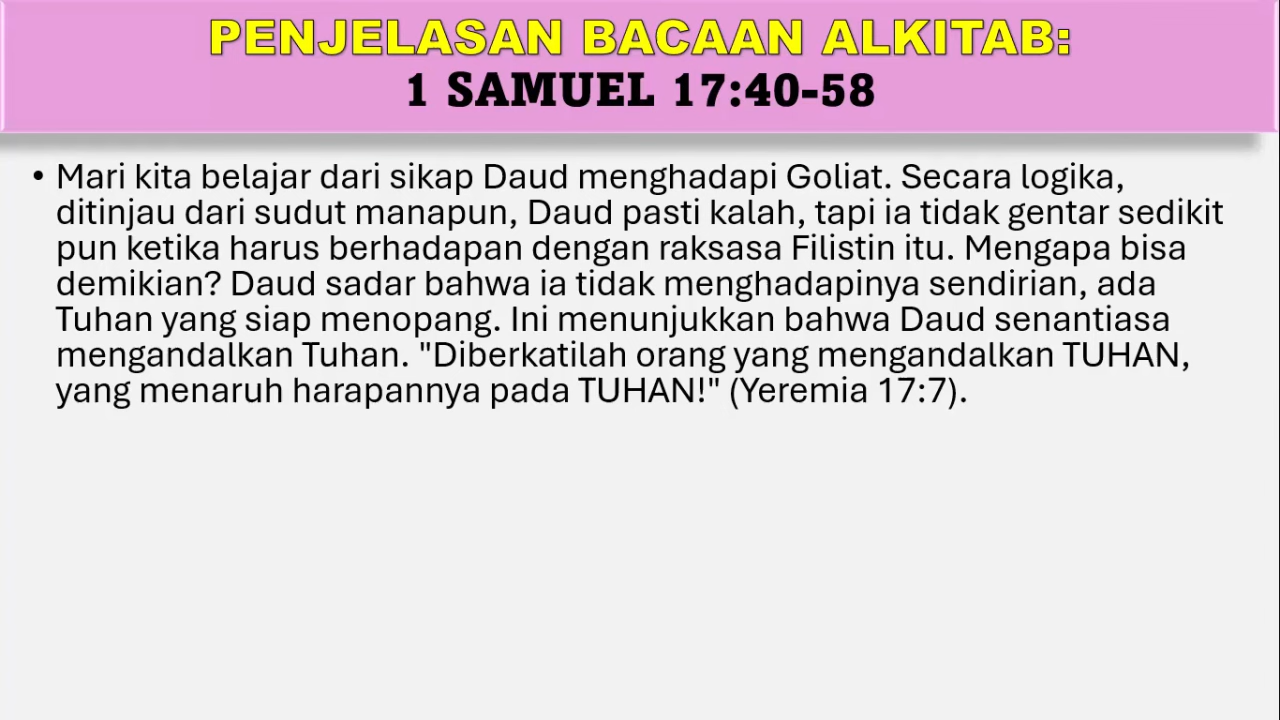 PENJELASAN BACAAN ALKITAB:
1 SAMUEL 17:40-58
• Mari kita belajar dari sikap Daud menghadapi Goliat. Secara logika,
ditinjau dari sudut manapun, Daud pasti kalah, tapi ia tidak gentar sedikit
pun ketika harus berhadapan dengan raksasa Filistin itu. Mengapa bisa
demikian? Daud sadar bahwa ia tidak menghadapinya sendirian, ada
Tuhan yang siap menopang. Ini menunjukkan bahwa Daud senantiasa
mengandalkan Tuhan. "Diberkatilah orang yang mengandalkan TUHAN,
yang menaruh harapannya pada TUHAN!" (Yeremia 17:7).